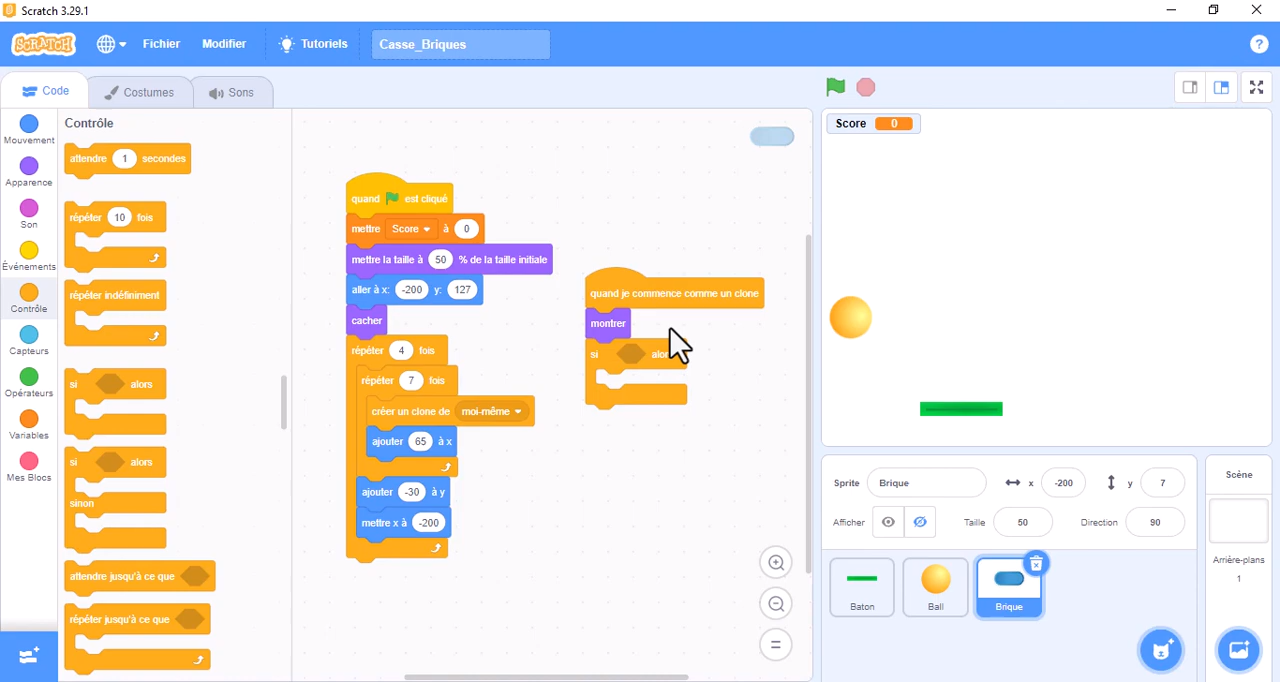 Scratch 3.29.1
SCRATCH
Fichier
Modifier
Tutoriels
Casse_Briques
?
Code
Costumes
Sons
Mouvement
Apparence
Son
Événements
Contrôle
Capteurs
Opérateurs
Variables
Mes Blocs
Contrôle
attendre 1 secondes
répéter 10 fois
répéter indéfiniment
si alors
si alors
sinon
attendre jusqu'à ce que
répéter jusqu'à ce que
quand est cliqué
mettre Score à 0
mettre la taille à 50 % de la taille initiale
aller à x: -200 y: 127
cacher
répéter 4 fois
répéter 7 fois
créer un clone de moi-même
ajouter 65 à x
ajouter -30 à y
mettre x à -200
quand je commence comme un clone
montrer
si
Score 0
Sprite Brique x -200 y 7
Afficher Taille 50 Direction 90
Baton
Ball
Brique
Scène
Arrière-plans
1